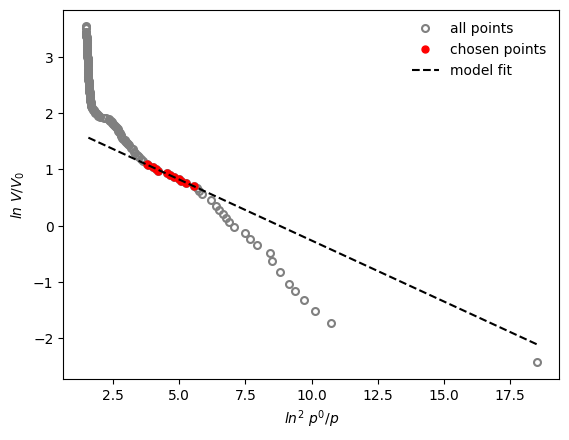 all points
chosen points
model fit
3
2
1
0
−1
−2
ln V/V₀
2.5 5.0 7.5 10.0 12.5 15.0 17.5
ln² p⁰/p